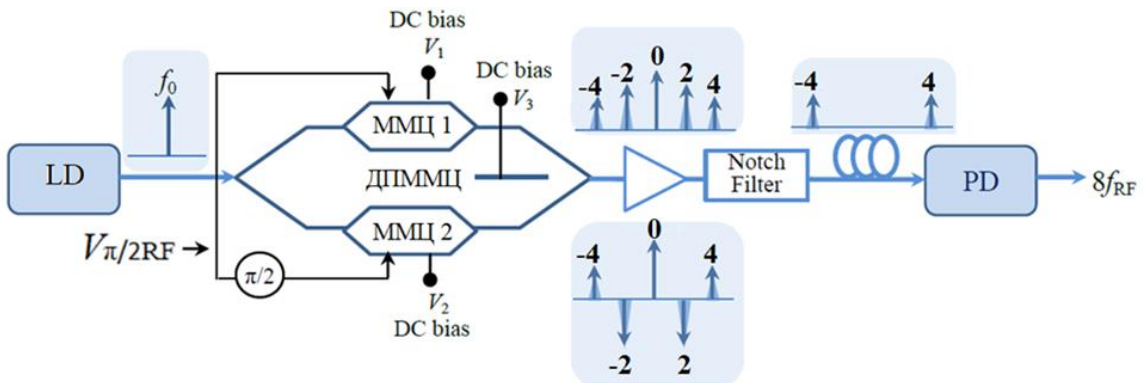 DC bias
V₁
f₀
DC bias
V₃
0
-2 2
-4 4
-4 4
LD
ММЦ 1
ДПММЦ
ММЦ 2
Notch
Filter
PD
8f_RF
Vπ/2RF
π/2
V₂
DC bias
0
-4 4
-2 2